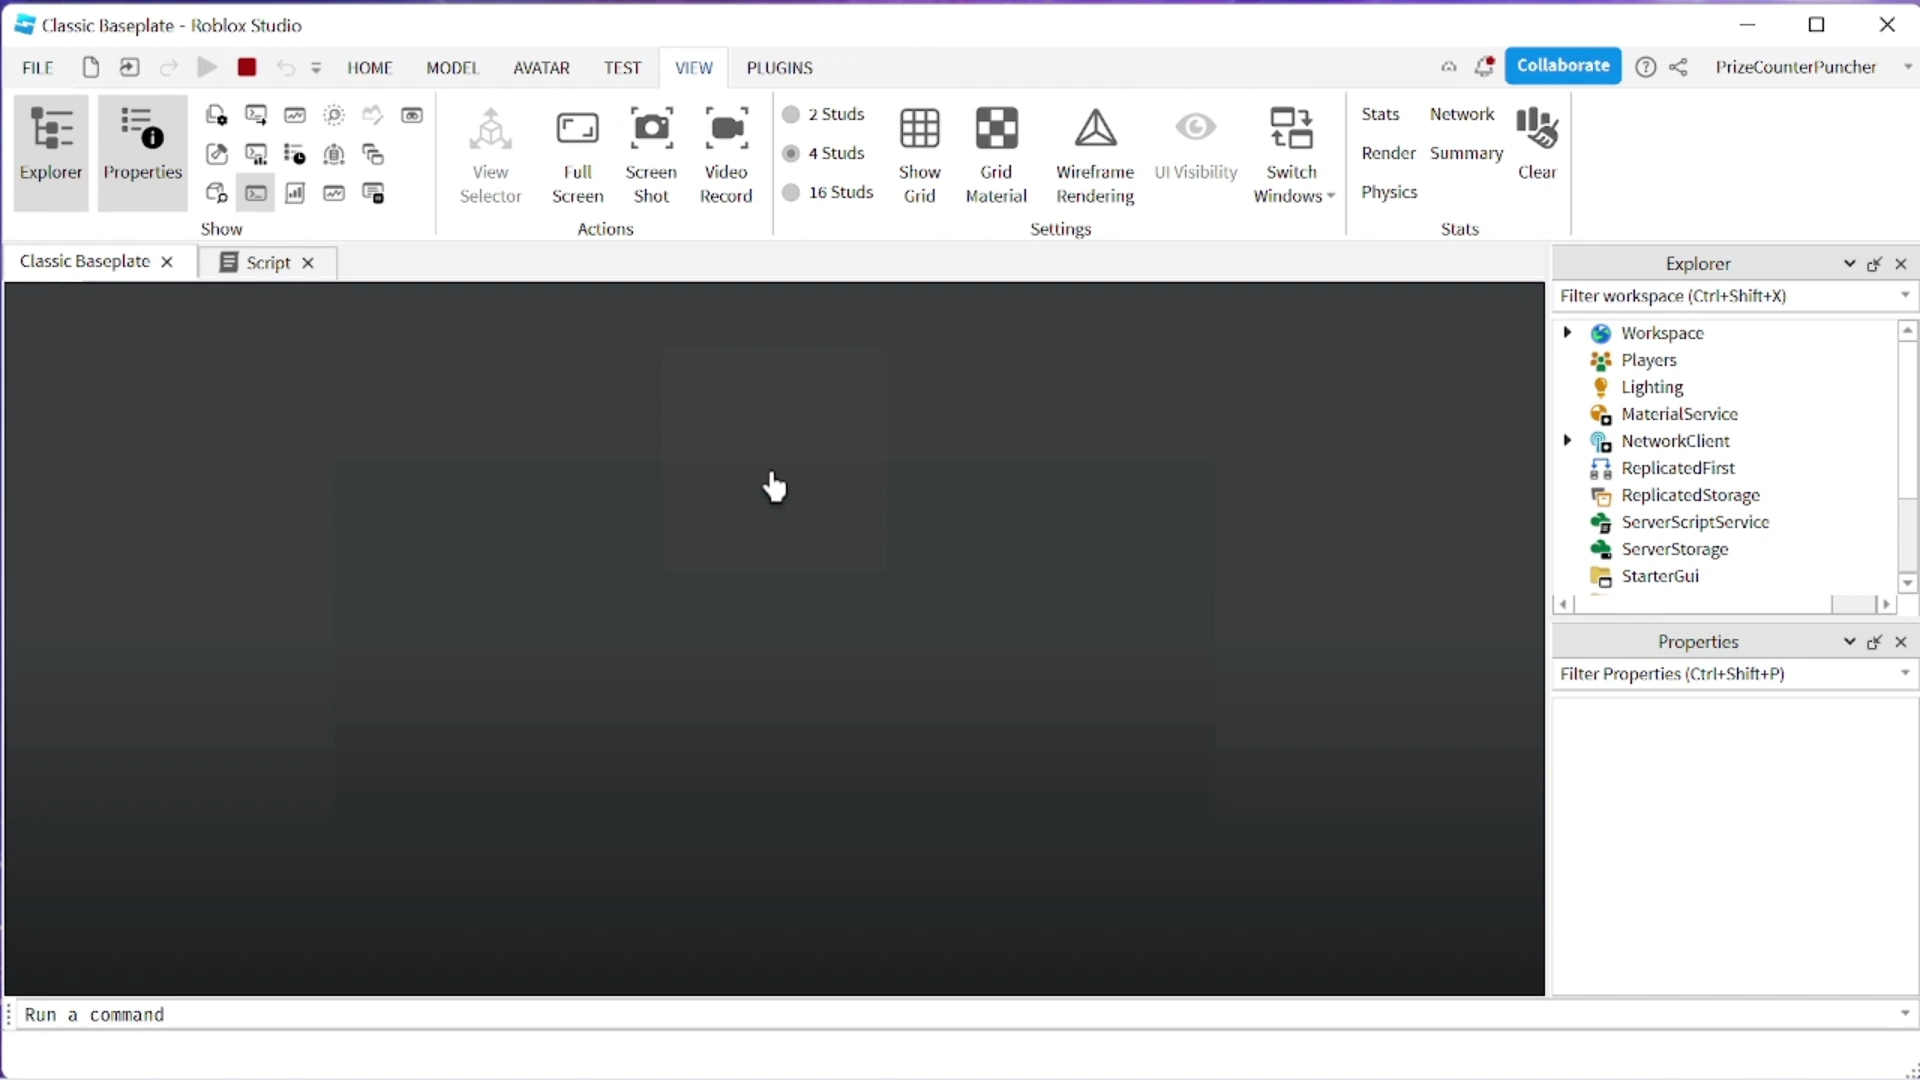 Classic Baseplate - Roblox Studio
FILE HOME MODEL AVATAR TEST VIEW PLUGINS Collaborate PrizeCounterPuncher
Explorer
Properties
Show
View
Selector
Full
Screen
Screen
Shot
Video
Record
Actions
2 Studs
4 Studs
16 Studs
Show
Grid
Grid
Material
Wireframe
Rendering
UI Visibility
Switch
Windows
Settings
Stats Network
Render Summary
Physics
Clear
Stats
Classic Baseplate Script
Explorer
Filter workspace (Ctrl+Shift+X)
Workspace
Players
Lighting
MaterialService
NetworkClient
ReplicatedFirst
ReplicatedStorage
ServerScriptService
ServerStorage
StarterGui
Properties
Filter Properties (Ctrl+Shift+P)
Run a command